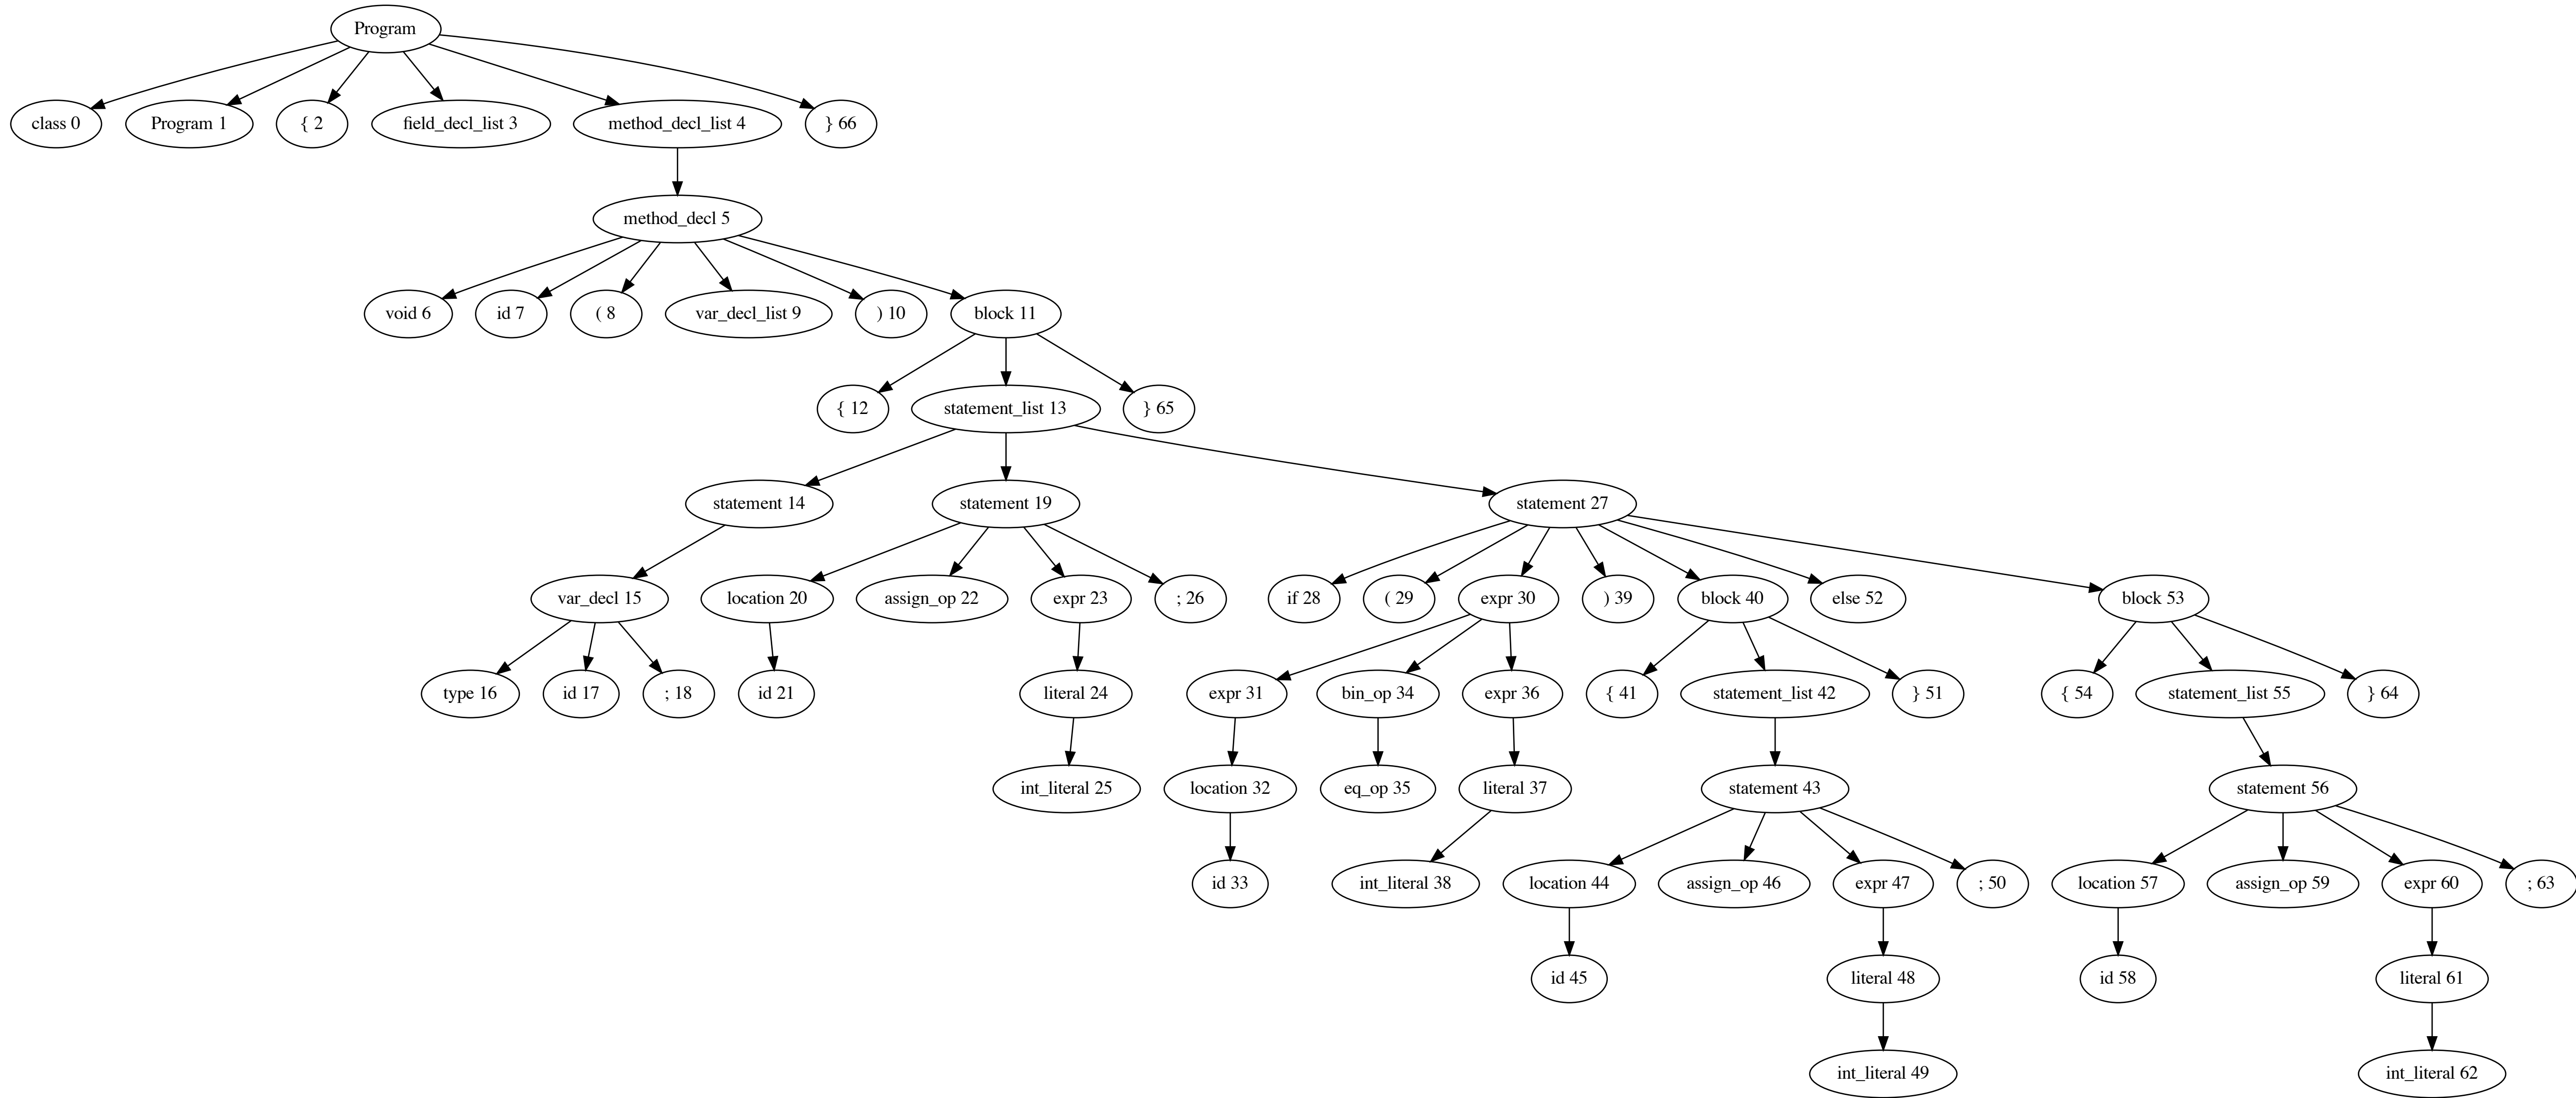 Program
class 0
Program 1
{ 2
field_decl_list 3
method_decl_list 4
} 66
method_decl 5
void 6
id 7
( 8
var_decl_list 9
) 10
block 11
{ 12
statement_list 13
} 65
statement 14
statement 19
statement 27
var_decl 15
location 20
assign_op 22
expr 23
; 26
if 28
( 29
expr 30
) 39
block 40
else 52
block 53
type 16
id 17
; 18
id 21
literal 24
expr 31
bin_op 34
expr 36
{ 41
statement_list 42
} 51
{ 54
statement_list 55
} 64
int_literal 25
location 32
eq_op 35
literal 37
statement 43
statement 56
id 33
int_literal 38
location 44
assign_op 46
expr 47
; 50
location 57
assign_op 59
expr 60
; 63
id 45
literal 48
id 58
literal 61
int_literal 49
int_literal 62